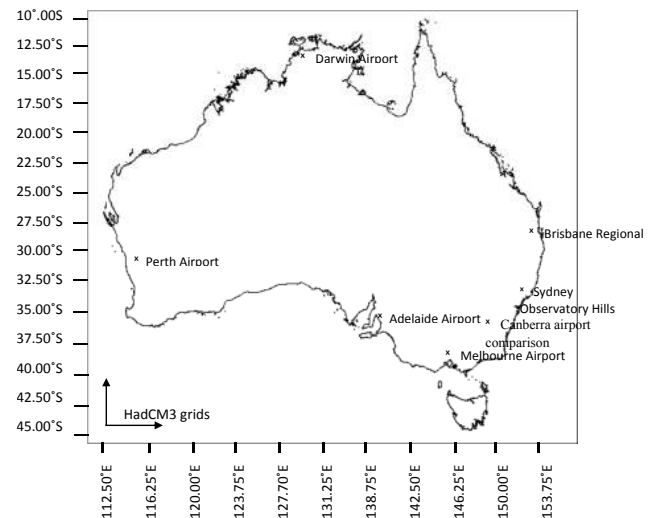 10˚.00S
12.50˚S
Darwin Airport
15.00˚S
17.50˚S
20.00˚S
22.50˚S
25.00˚S
27.50˚S
Brisbane Regional
30.00˚S
Perth Airport
32.50˚S
Sydney
Observatory Hills
35.00˚S
Adelaide Airport
Canberra airport
comparison
37.50˚S
Melbourne Airport
40.00˚S
42.50˚S
HadCM3 grids
45.00˚S
112.50˚E
116.25˚E
120.00˚E
123.75˚E
127.70˚E
131.25˚E
138.75˚E
142.50˚E
146.25˚E
150.00˚E
153.75˚E